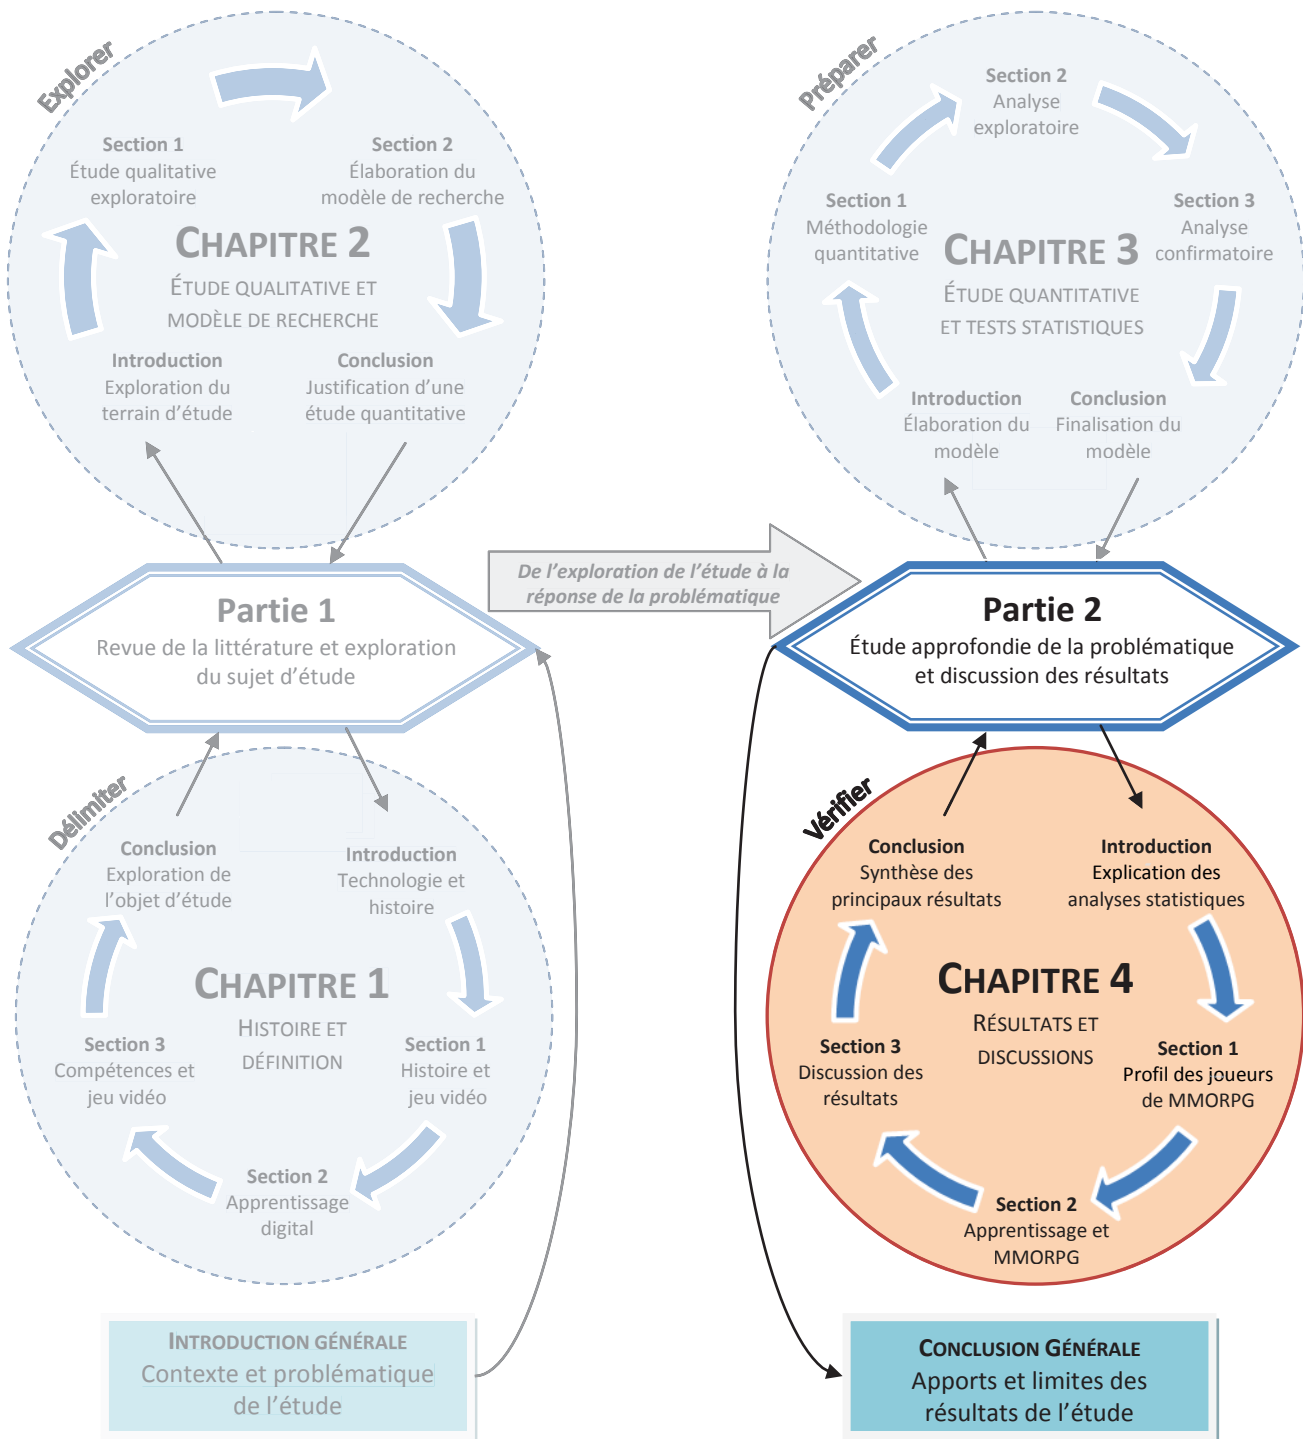 Explorer
Section 1
Étude qualitative
exploratoire
Section 2
Élaboration du
modèle de recherche
CHAPITRE 2
ÉTUDE QUALITATIVE ET
MODÈLE DE RECHERCHE
Introduction
Exploration du
terrain d'étude
Conclusion
Justification d'une
étude quantitative
Préparer
Section 2
Analyse
exploratoire
Section 1
Méthodologie
quantitative
Section 3
Analyse
confirmatoire
CHAPITRE 3
ÉTUDE QUANTITATIVE
ET TESTS STATISTIQUES
Introduction
Élaboration du
modèle
Conclusion
Finalisation du
modèle
Partie 1
Revue de la littérature et exploration
du sujet d'étude
De l'exploration de l'étude à la
réponse de la problématique
Partie 2
Étude approfondie de la problématique
et discussion des résultats
Délimiter
Conclusion
Exploration de
l'objet d'étude
Introduction
Technologie et
histoire
CHAPITRE 1
HISTOIRE ET
DÉFINITION
Section 3
Compétences et
jeu vidéo
Section 1
Histoire et
jeu vidéo
Section 2
Apprentissage
digital
Vérifier
Conclusion
Synthèse des
principaux résultats
Introduction
Explication des
analyses statistiques
CHAPITRE 4
RÉSULTATS ET
DISCUSSIONS
Section 3
Discussion des
résultats
Section 1
Profil des joueurs
de MMORPG
Section 2
Apprentissage et
MMORPG
INTRODUCTION GÉNÉRALE
Contexte et problématique
de l'étude
CONCLUSION GÉNÉRALE
Apports et limites des
résultats de l'étude